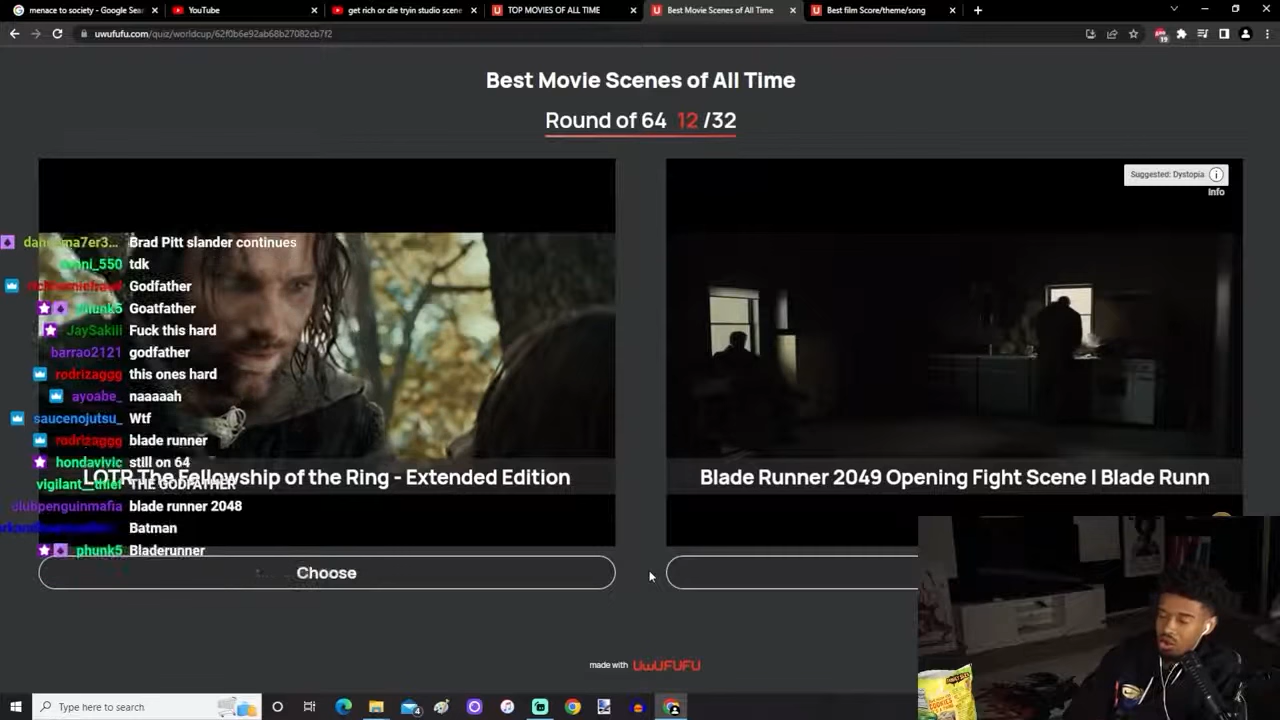 menace to society - Google Sear
YouTube
get rich or die tryin studio scene
TOP MOVIES OF ALL TIME
Best Movie Scenes of All Time
Best film Score/theme/song
uwufufu.com/quiz/worldcup/62f0b6e92ab68b27082cb7f2
19
Best Movie Scenes of All Time
Round of 64 12 /32
Suggested: Dystopia
Info
Brad Pitt slander continues
tdk
Godfather
phunk5 Goatfather
JaySakiii Fuck this hard
barrao2121 godfather
rodrizaggg this ones hard
ayoabe_ naaaaah
saucenojutsu_ Wtf
rodrizaggg blade runner
hondavivic still on 64
LOTR The Fellowship of the Ring - Extended Edition
Blade Runner 2049 Opening Fight Scene | Blade Runn
vigilant__thief THE GODFATHER
clubpenguinmafia blade runner 2048
Batman
phunk5 Bladerunner
Choose
made with UwUFUFU
Type here to search